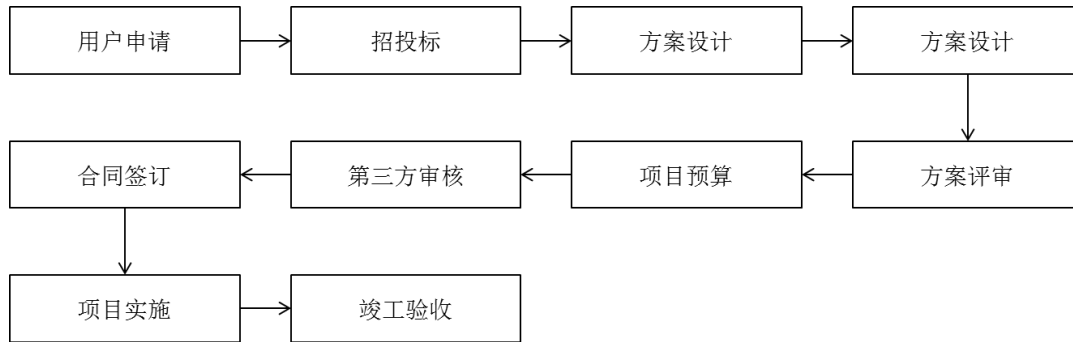 用户申请
招投标
方案设计
方案设计
方案评审
项目预算
第三方审核
合同签订
项目实施
竣工验收